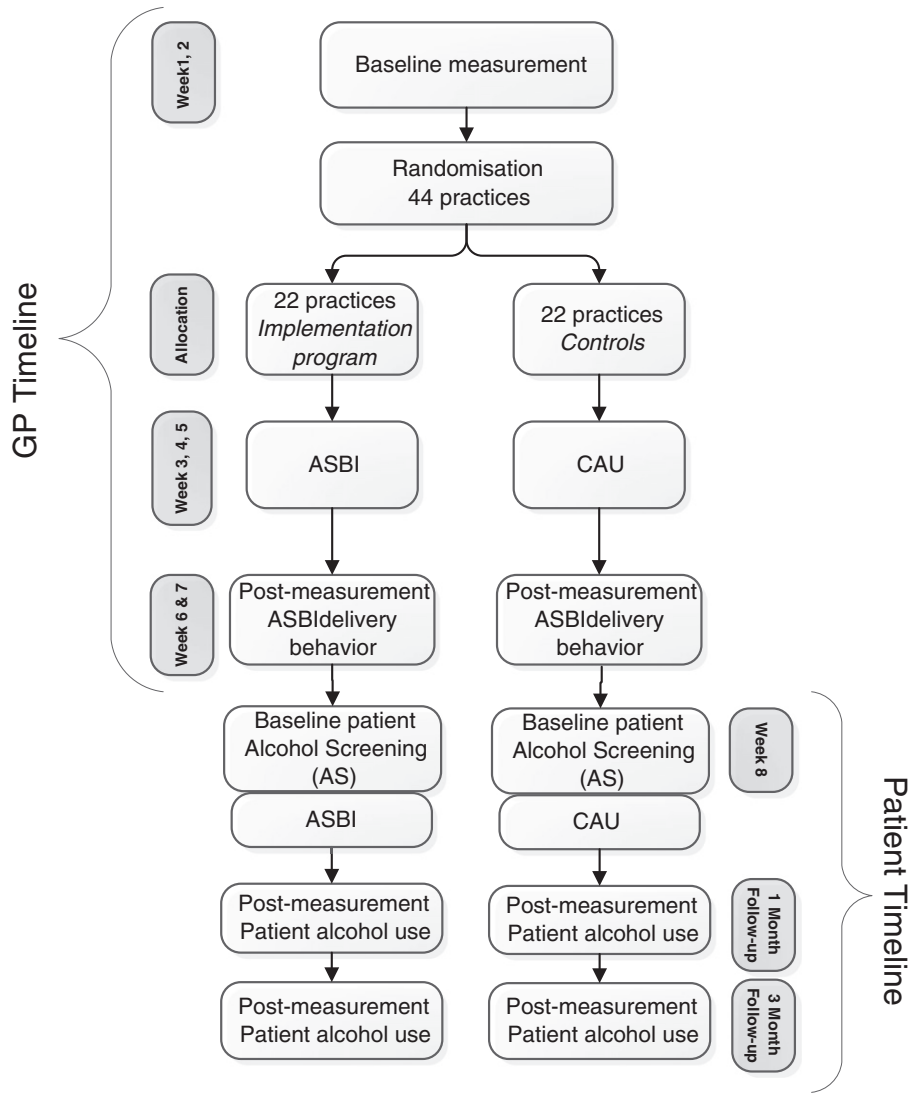 GP Timeline
Week1, 2
Baseline measurement
Randomisation
44 practices
Allocation
22 practices
Implementation
program
22 practices
Controls
Week 3, 4, 5
ASBI
CAU
Week 6 & 7
Post-measurement
ASBIdelivery
behavior
Post-measurement
ASBIdelivery
behavior
Baseline patient
Alcohol Screening
(AS)
Baseline patient
Alcohol Screening
(AS)
Week 8
ASBI
CAU
Patient Timeline
Post-measurement
Patient alcohol use
Post-measurement
Patient alcohol use
1 Month
Follow-up
Post-measurement
Patient alcohol use
Post-measurement
Patient alcohol use
3 Month
Follow-up